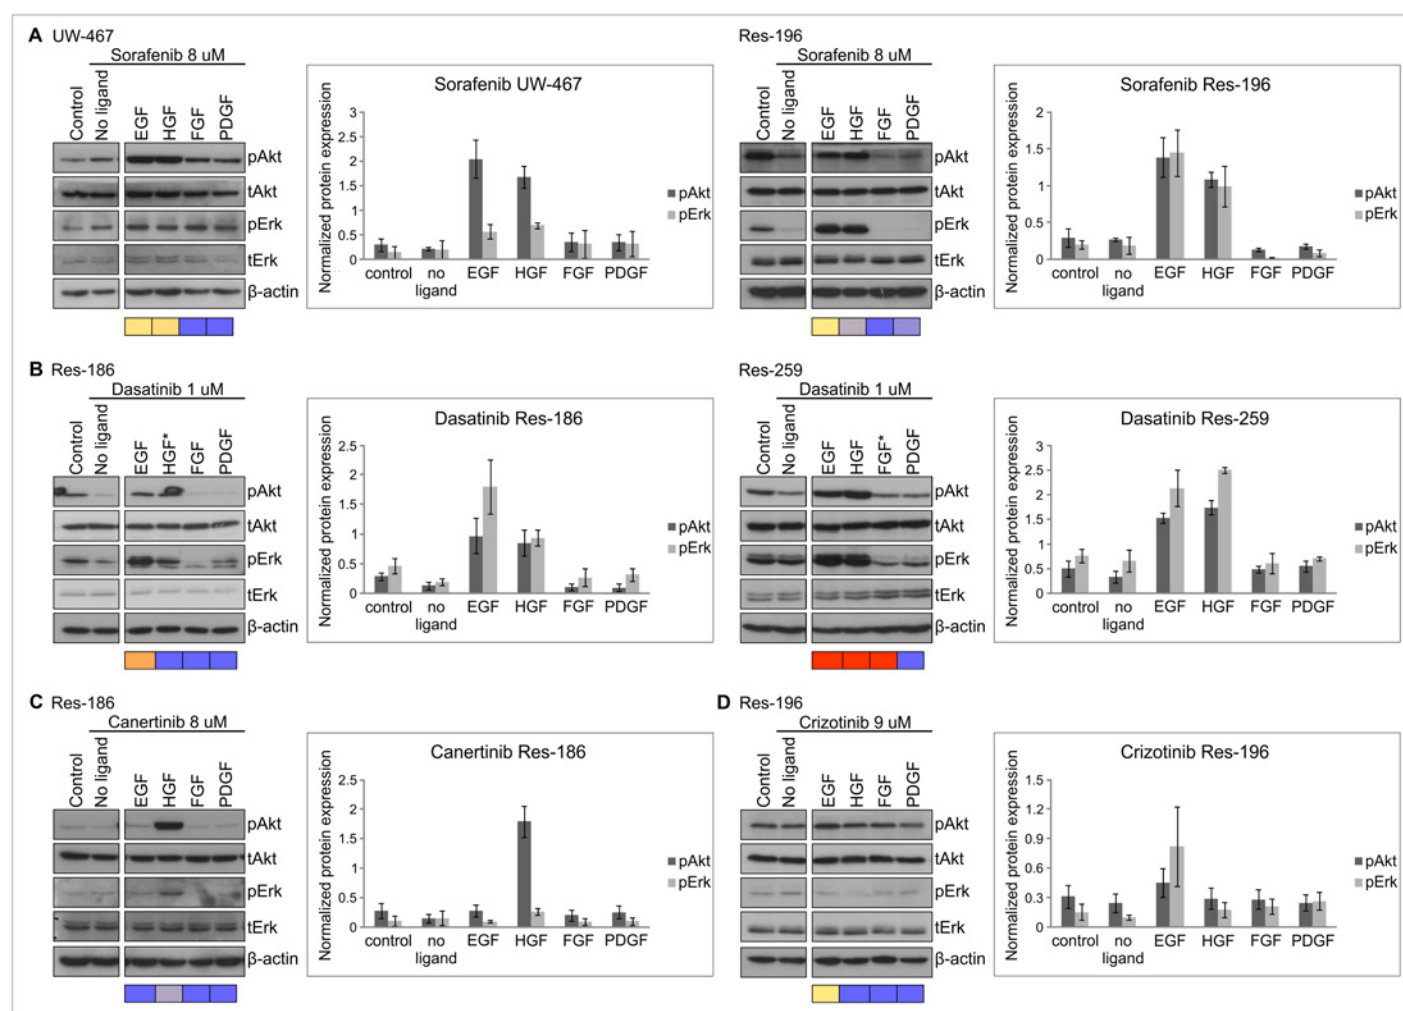 A UW-467
Sorafenib 8 uM
Control
No ligand
EGF
HGF
FGF
PDGF
pAkt
tAkt
pErk
tErk
β-actin
Sorafenib UW-467
Normalized protein expression
3
2.5
2
1.5
1
0.5
0
control
no ligand
EGF
HGF
FGF
PDGF
pAkt
pErk
Res-196
Sorafenib 8 uM
Control
No ligand
EGF
HGF
FGF
PDGF
pAkt
tAkt
pErk
tErk
β-actin
Sorafenib Res-196
Normalized protein expression
2
1.5
1
0.5
0
control
no ligand
EGF
HGF
FGF
PDGF
pAkt
pErk
B Res-186
Dasatinib 1 uM
Control
No ligand
EGF
HGF*
FGF
PDGF
pAkt
tAkt
pErk
tErk
β-actin
Dasatinib Res-186
Normalized protein expression
2.5
2
1.5
1
0.5
0
control
no ligand
EGF
HGF
FGF
PDGF
pAkt
pErk
Res-259
Dasatinib 1 uM
Control
No ligand
EGF
HGF
FGF*
PDGF
pAkt
tAkt
pErk
tErk
β-actin
Dasatinib Res-259
Normalized protein expression
3
2.5
2
1.5
1
0.5
0
control
no ligand
EGF
HGF
FGF
PDGF
pAkt
pErk
C Res-186
Canertinib 8 uM
Control
No ligand
EGF
HGF
FGF
PDGF
pAkt
tAkt
pErk
tErk
β-actin
Canertinib Res-186
Normalized protein expression
2.5
2
1.5
1
0.5
0
control
no ligand
EGF
HGF
FGF
PDGF
pAkt
pErk
D Res-196
Crizotinib 9 uM
Control
No ligand
EGF
HGF
FGF
PDGF
pAkt
tAkt
pErk
tErk
β-actin
Crizotinib Res-196
Normalized protein expression
1.5
1.2
0.9
0.6
0.3
0
control
no ligand
EGF
HGF
FGF
PDGF
pAkt
pErk